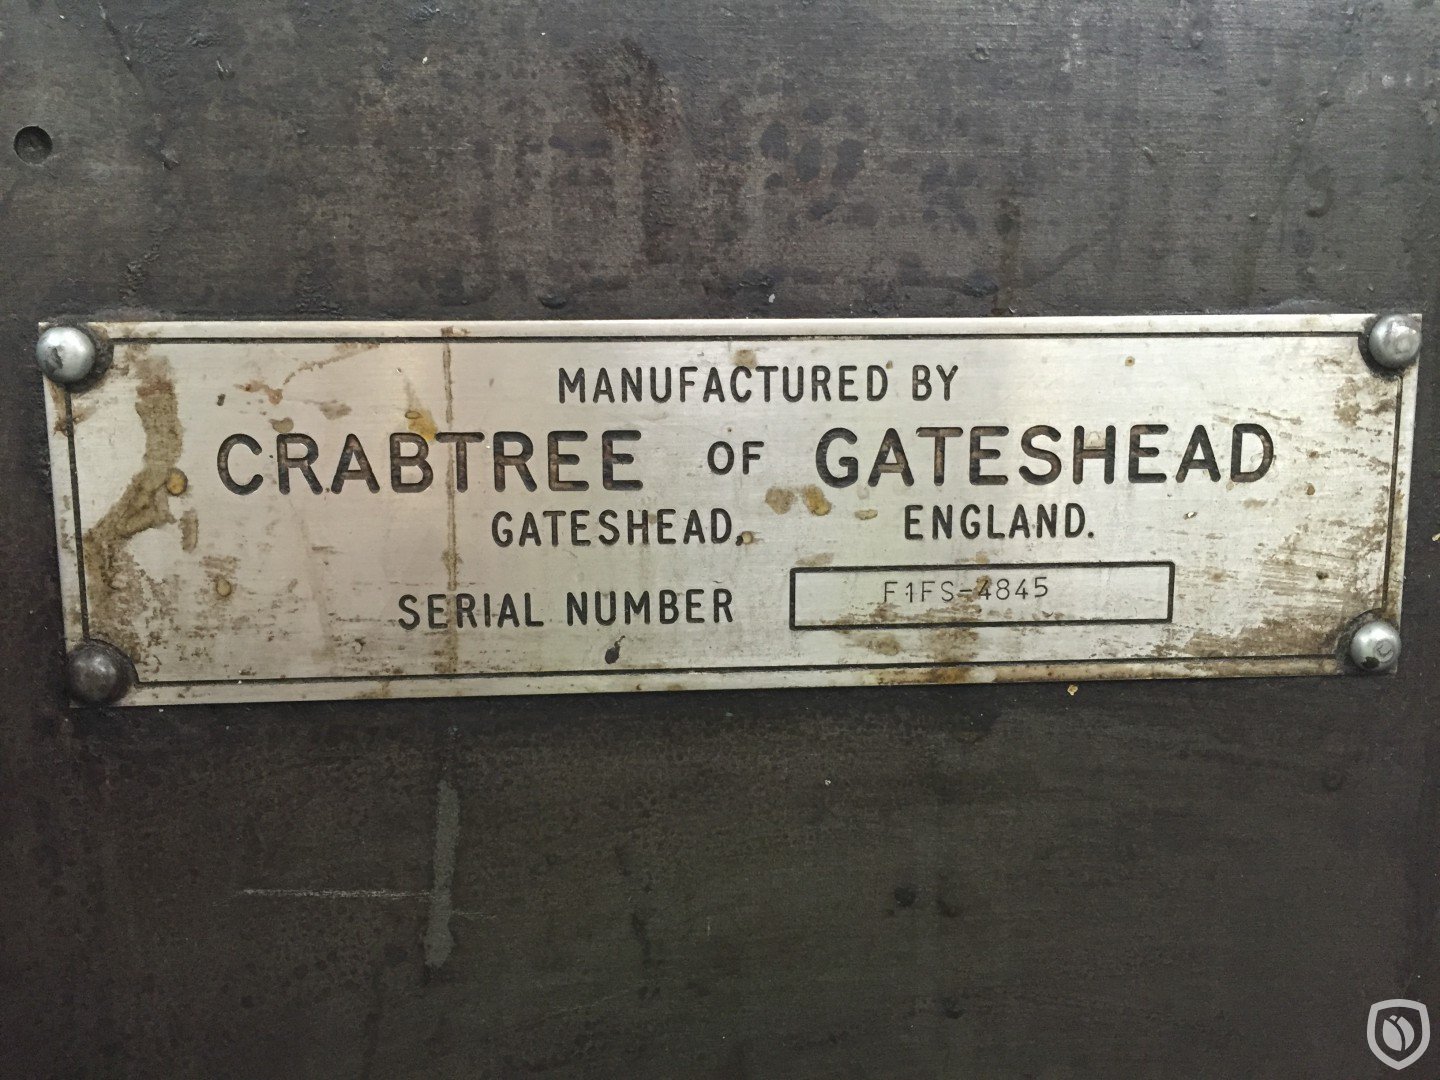 MANUFACTURED BY
CRABTREE OF GATESHEAD
GATESHEAD, ENGLAND.
SERIAL NUMBER F1FS-4845